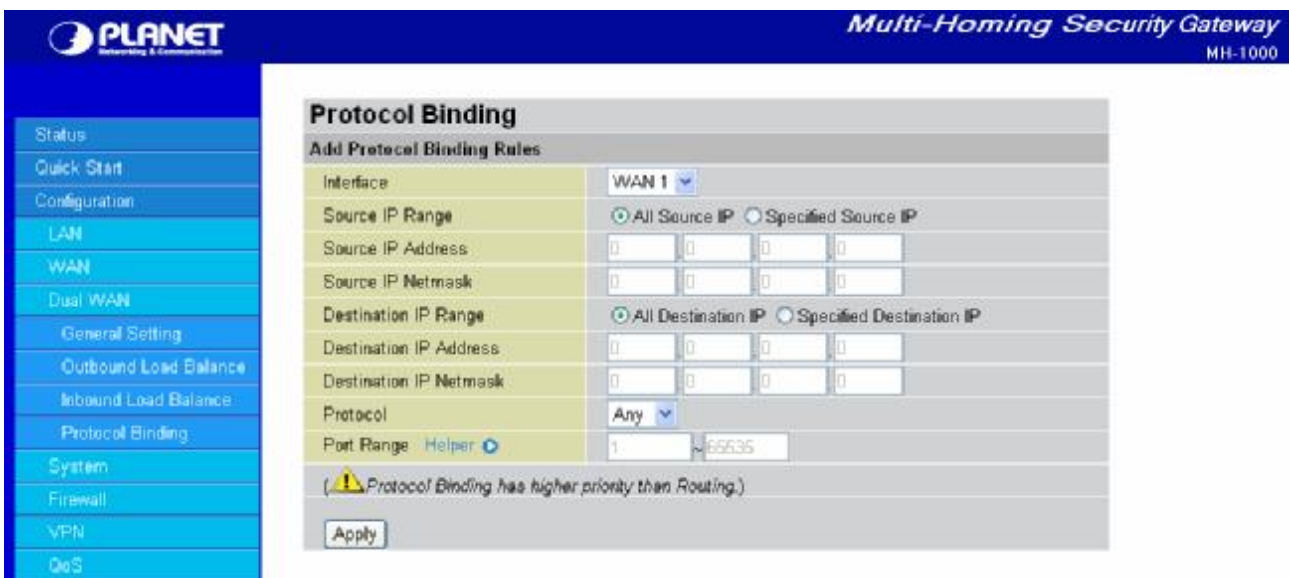 PLANET
Networking & Communication
Multi-Homing Security Gateway
MH-1000
Status
Quick Start
Configuration
LAN
WAN
Dual WAN
General Setting
Outbound Load Balance
Inbound Load Balance
Protocol Binding
System
Firewall
VPN
QoS
Protocol Binding
Add Protocol Binding Rules
Interface WAN 1
Source IP Range All Source IP Specified Source IP
Source IP Address 0 . 0 . 0 . 0
Source IP Netmask 0 . 0 . 0 . 0
Destination IP Range All Destination IP Specified Destination IP
Destination IP Address 0 . 0 . 0 . 0
Destination IP Netmask 0 . 0 . 0 . 0
Protocol Any
Port Range Helper 1 ~ 65535
( Protocol Binding has higher priority than Routing.)
Apply